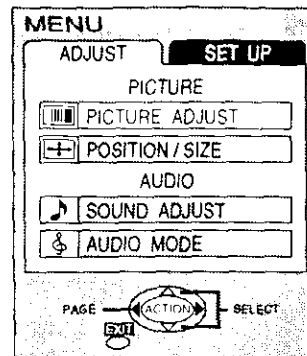 MENU
ADJUST SET UP
PICTURE
PICTURE ADJUST
POSITION / SIZE
AUDIO
SOUND ADJUST
AUDIO MODE
PAGE ACTION SELECT
EXIT